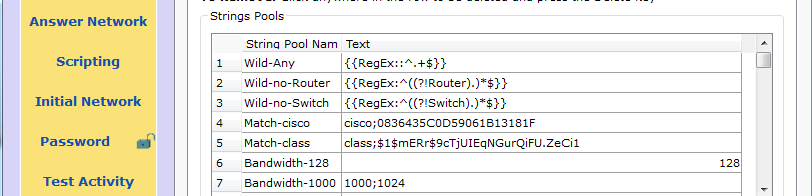 Answer Network
Scripting
Initial Network
Password
Test Activity
Strings Pools
String Pool Nam Text
1 Wild-Any {{RegEx::^.+$}}
2 Wild-no-Router {{RegEx:^((?!Router).)*$}}
3 Wild-no-Switch {{RegEx:^((?!Switch).)*$}}
4 Match-cisco cisco;0836435C0D59061B13181F
5 Match-class class;$1$mERr$9cTjUIEqNGurQiFU.ZeCi1
6 Bandwidth-128 128
7 Bandwidth-1000 1000;1024